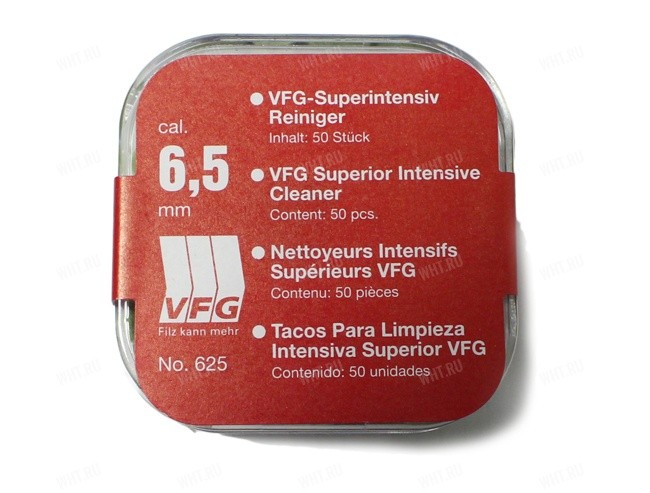 cal.
6,5
mm
VFG
Filz kann mehr
No. 625
● VFG-Superintensiv
Reiniger
Inhalt: 50 Stück
● VFG Superior Intensive
Cleaner
Content: 50 pcs.
● Nettoyeurs Intensifs
Supérieurs VFG
Contenu: 50 pièces
● Tacos Para Limpieza
Intensiva Superior VFG
Contenido: 50 unidades
WHT.RU